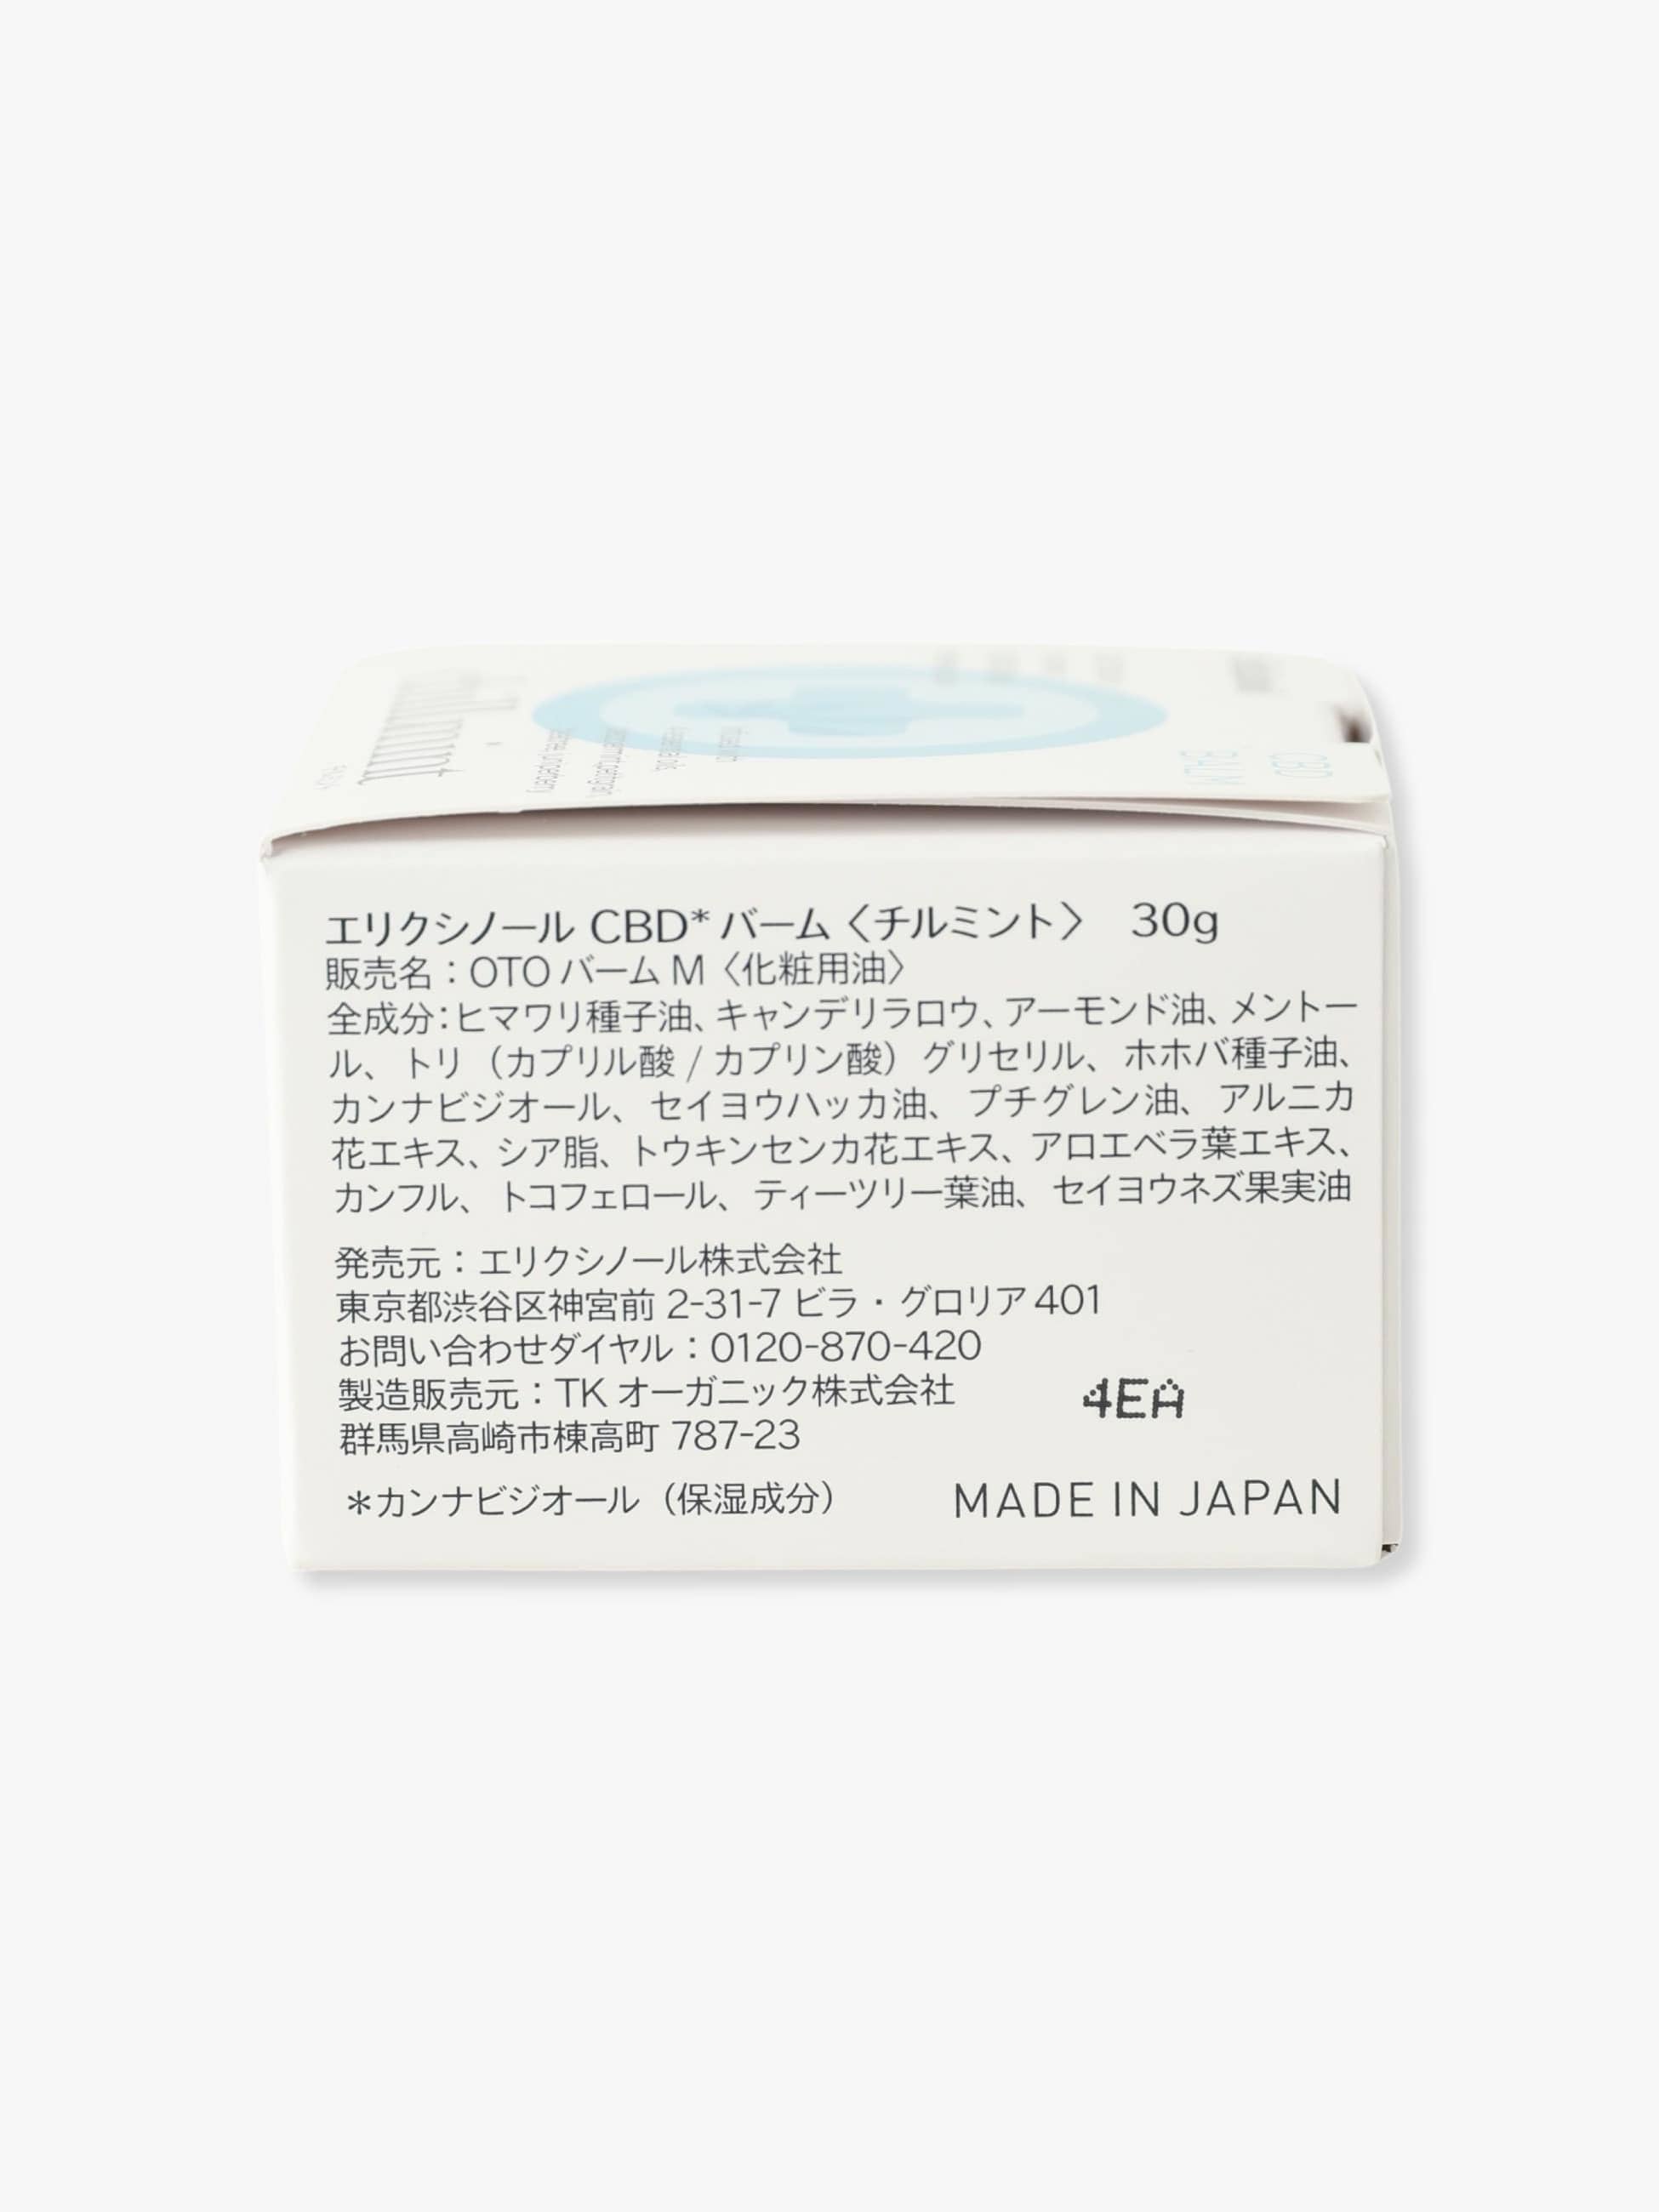 CBD
BALM
エリクシノール CBD* バーム〈チルミント〉 30g
販売名：OTO バーム M〈化粧用油〉
全成分：ヒマワリ種子油、キャンデリラロウ、アーモンド油、メントー
ル、トリ（カプリル酸 / カプリン酸）グリセリル、ホホバ種子油、
カンナビジオール、セイヨウハッカ油、プチグレン油、アルニカ
花エキス、シア脂、トウキンセンカ花エキス、アロエベラ葉エキス、
カンフル、トコフェロール、ティーツリー葉油、セイヨウネズ果実油
発売元：エリクシノール株式会社
東京都渋谷区神宮前 2-31-7 ビラ・グロリア401
お問い合わせダイヤル：0120-870-420
製造販売元：TK オーガニック株式会社
群馬県高崎市棟高町 787-23
4EA
＊カンナビジオール（保湿成分）
MADE IN JAPAN